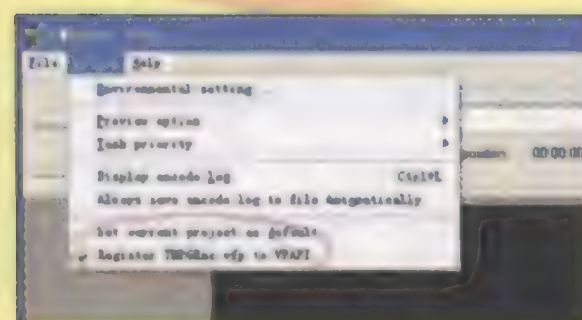 File Help
Environmental setting
Preview option
Task priority
Display encode log Ctrl+L
Always save encode log to file Automatically
Set current project as default
Register TMPGEnc vfp to VFAPI
00:00:00